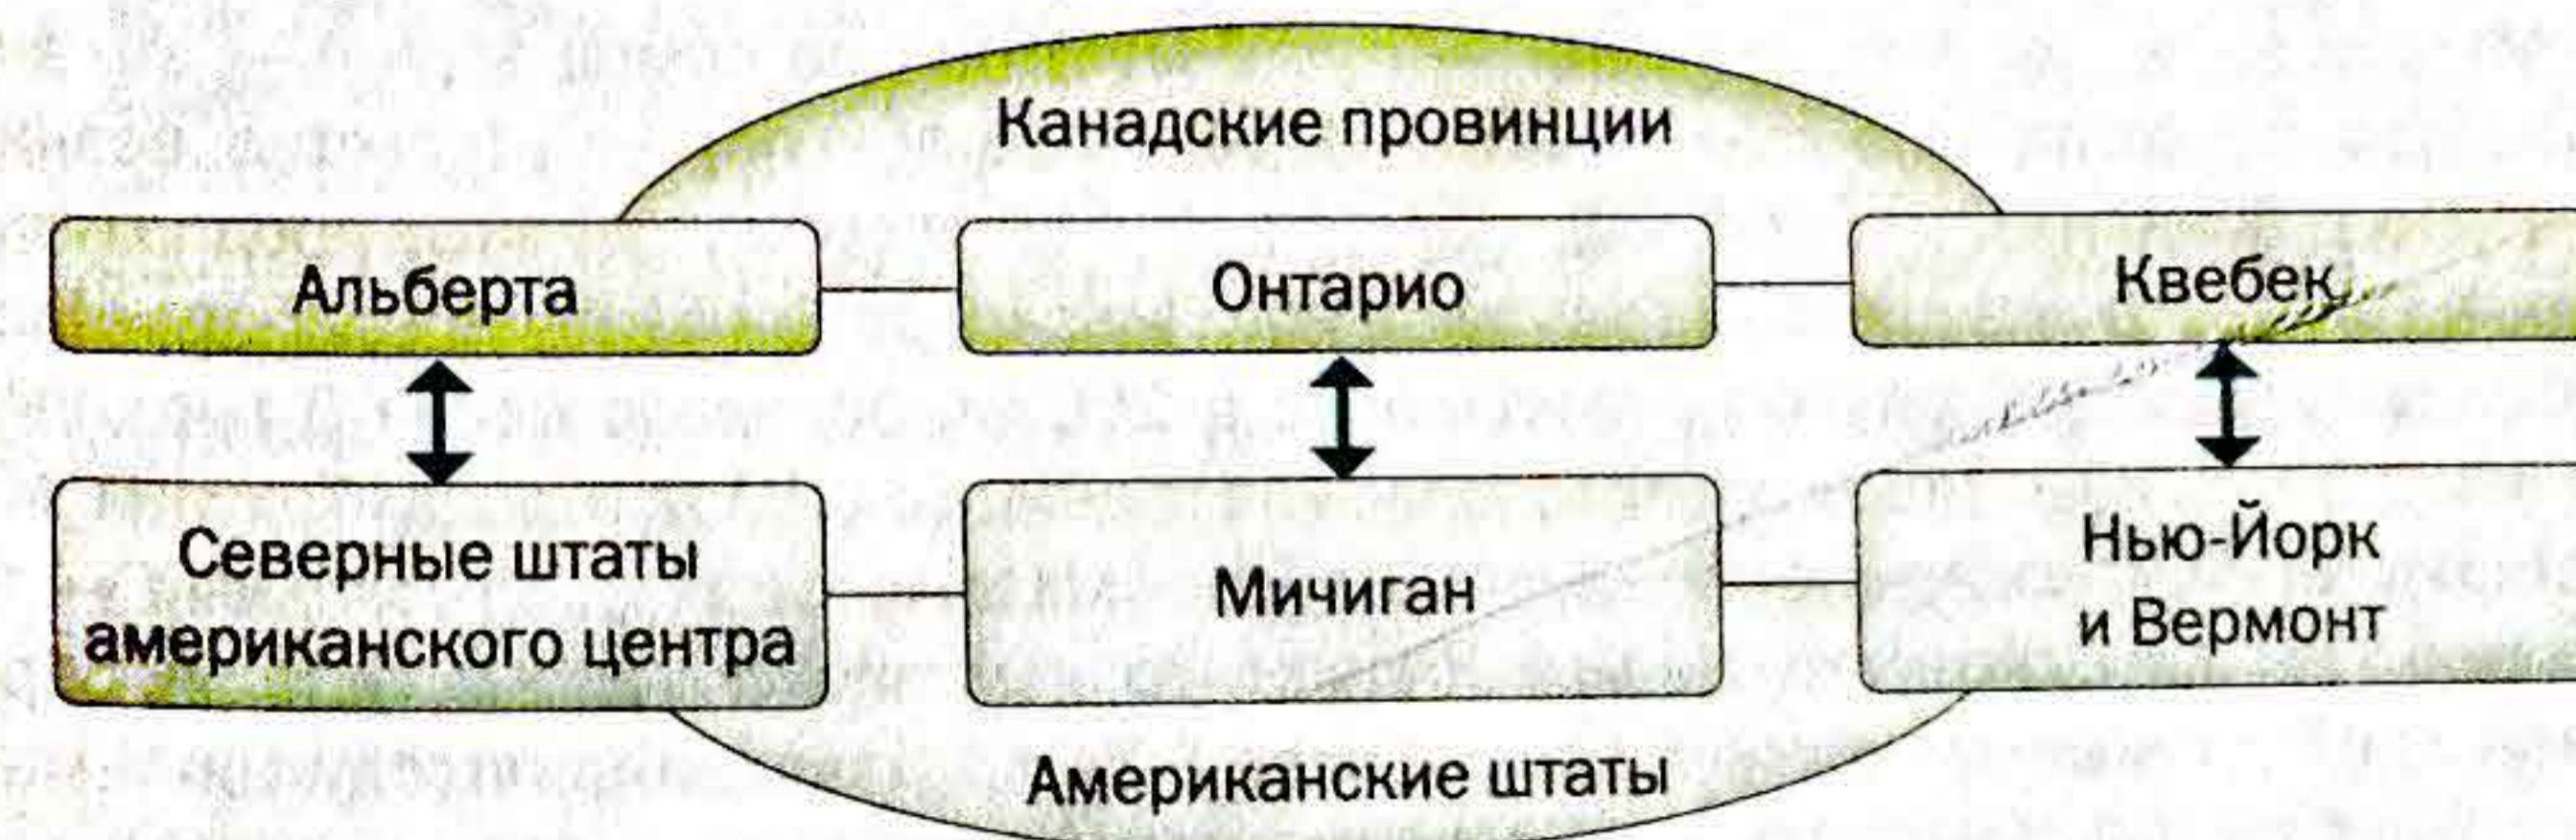 Канадские провинции
Альберта
Онтарио
Квебек
Северные штаты
американского центра
Мичиган
Нью-Йорк
и Вермонт
Американские штаты